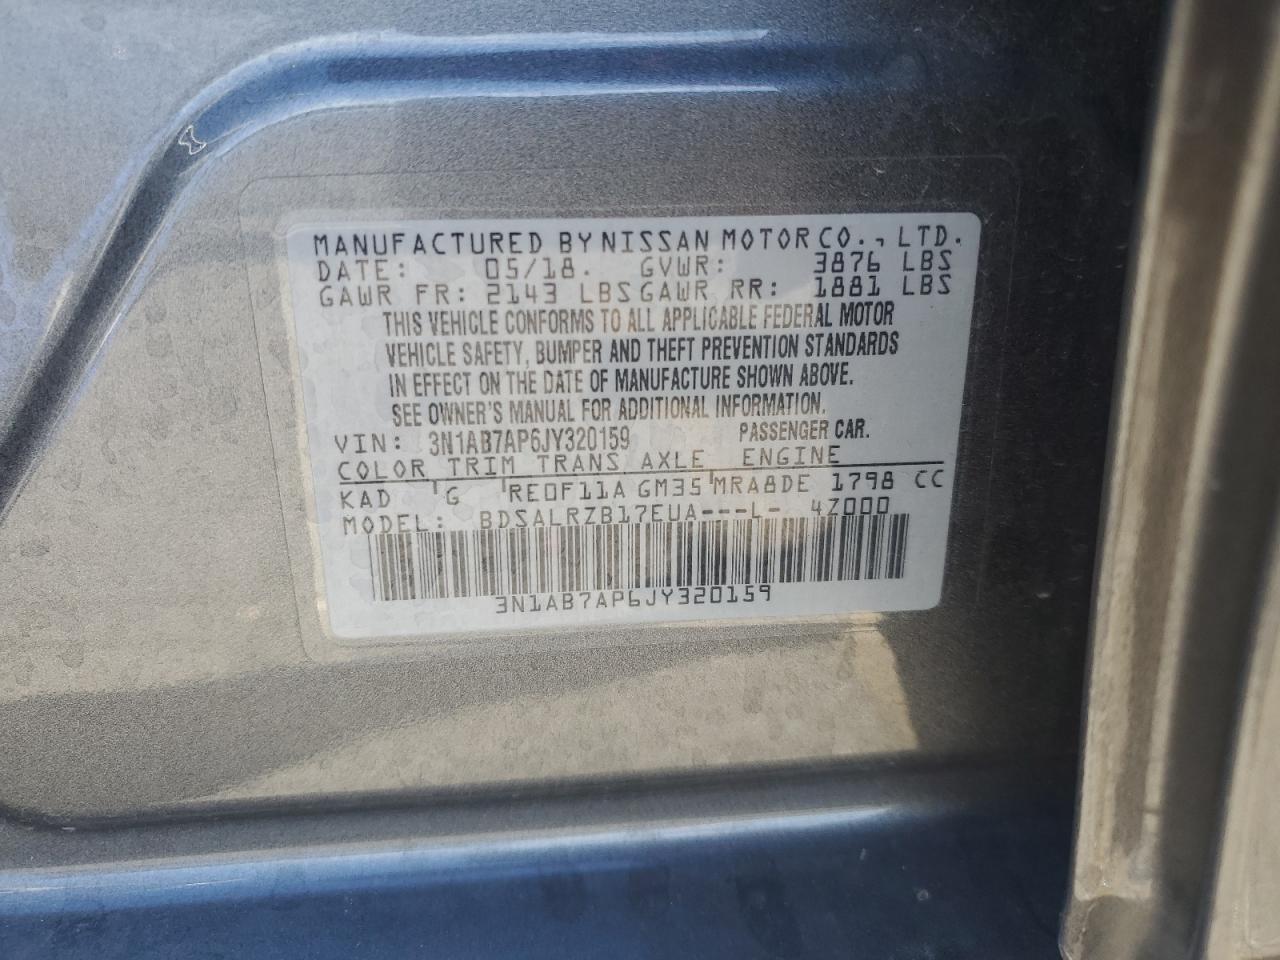 MANUFACTURED BY NISSAN MOTOR CO., LTD.
DATE: 05/18. GVWR: 3876 LBS
GAWR FR: 2143 LBS GAWR RR: 1881 LBS
THIS VEHICLE CONFORMS TO ALL APPLICABLE FEDERAL MOTOR
VEHICLE SAFETY, BUMPER AND THEFT PREVENTION STANDARDS
IN EFFECT ON THE DATE OF MANUFACTURE SHOWN ABOVE.
SEE OWNER'S MANUAL FOR ADDITIONAL INFORMATION.
VIN: 3N1AB7AP6JY320159 PASSENGER CAR.
COLOR TRIM TRANS AXLE ENGINE
KAD G RE0F11A GM35 MRA8DE 1798 CC
MODEL: BDSALRZB17EUA---L- 4Z000
3N1AB7AP6JY320159